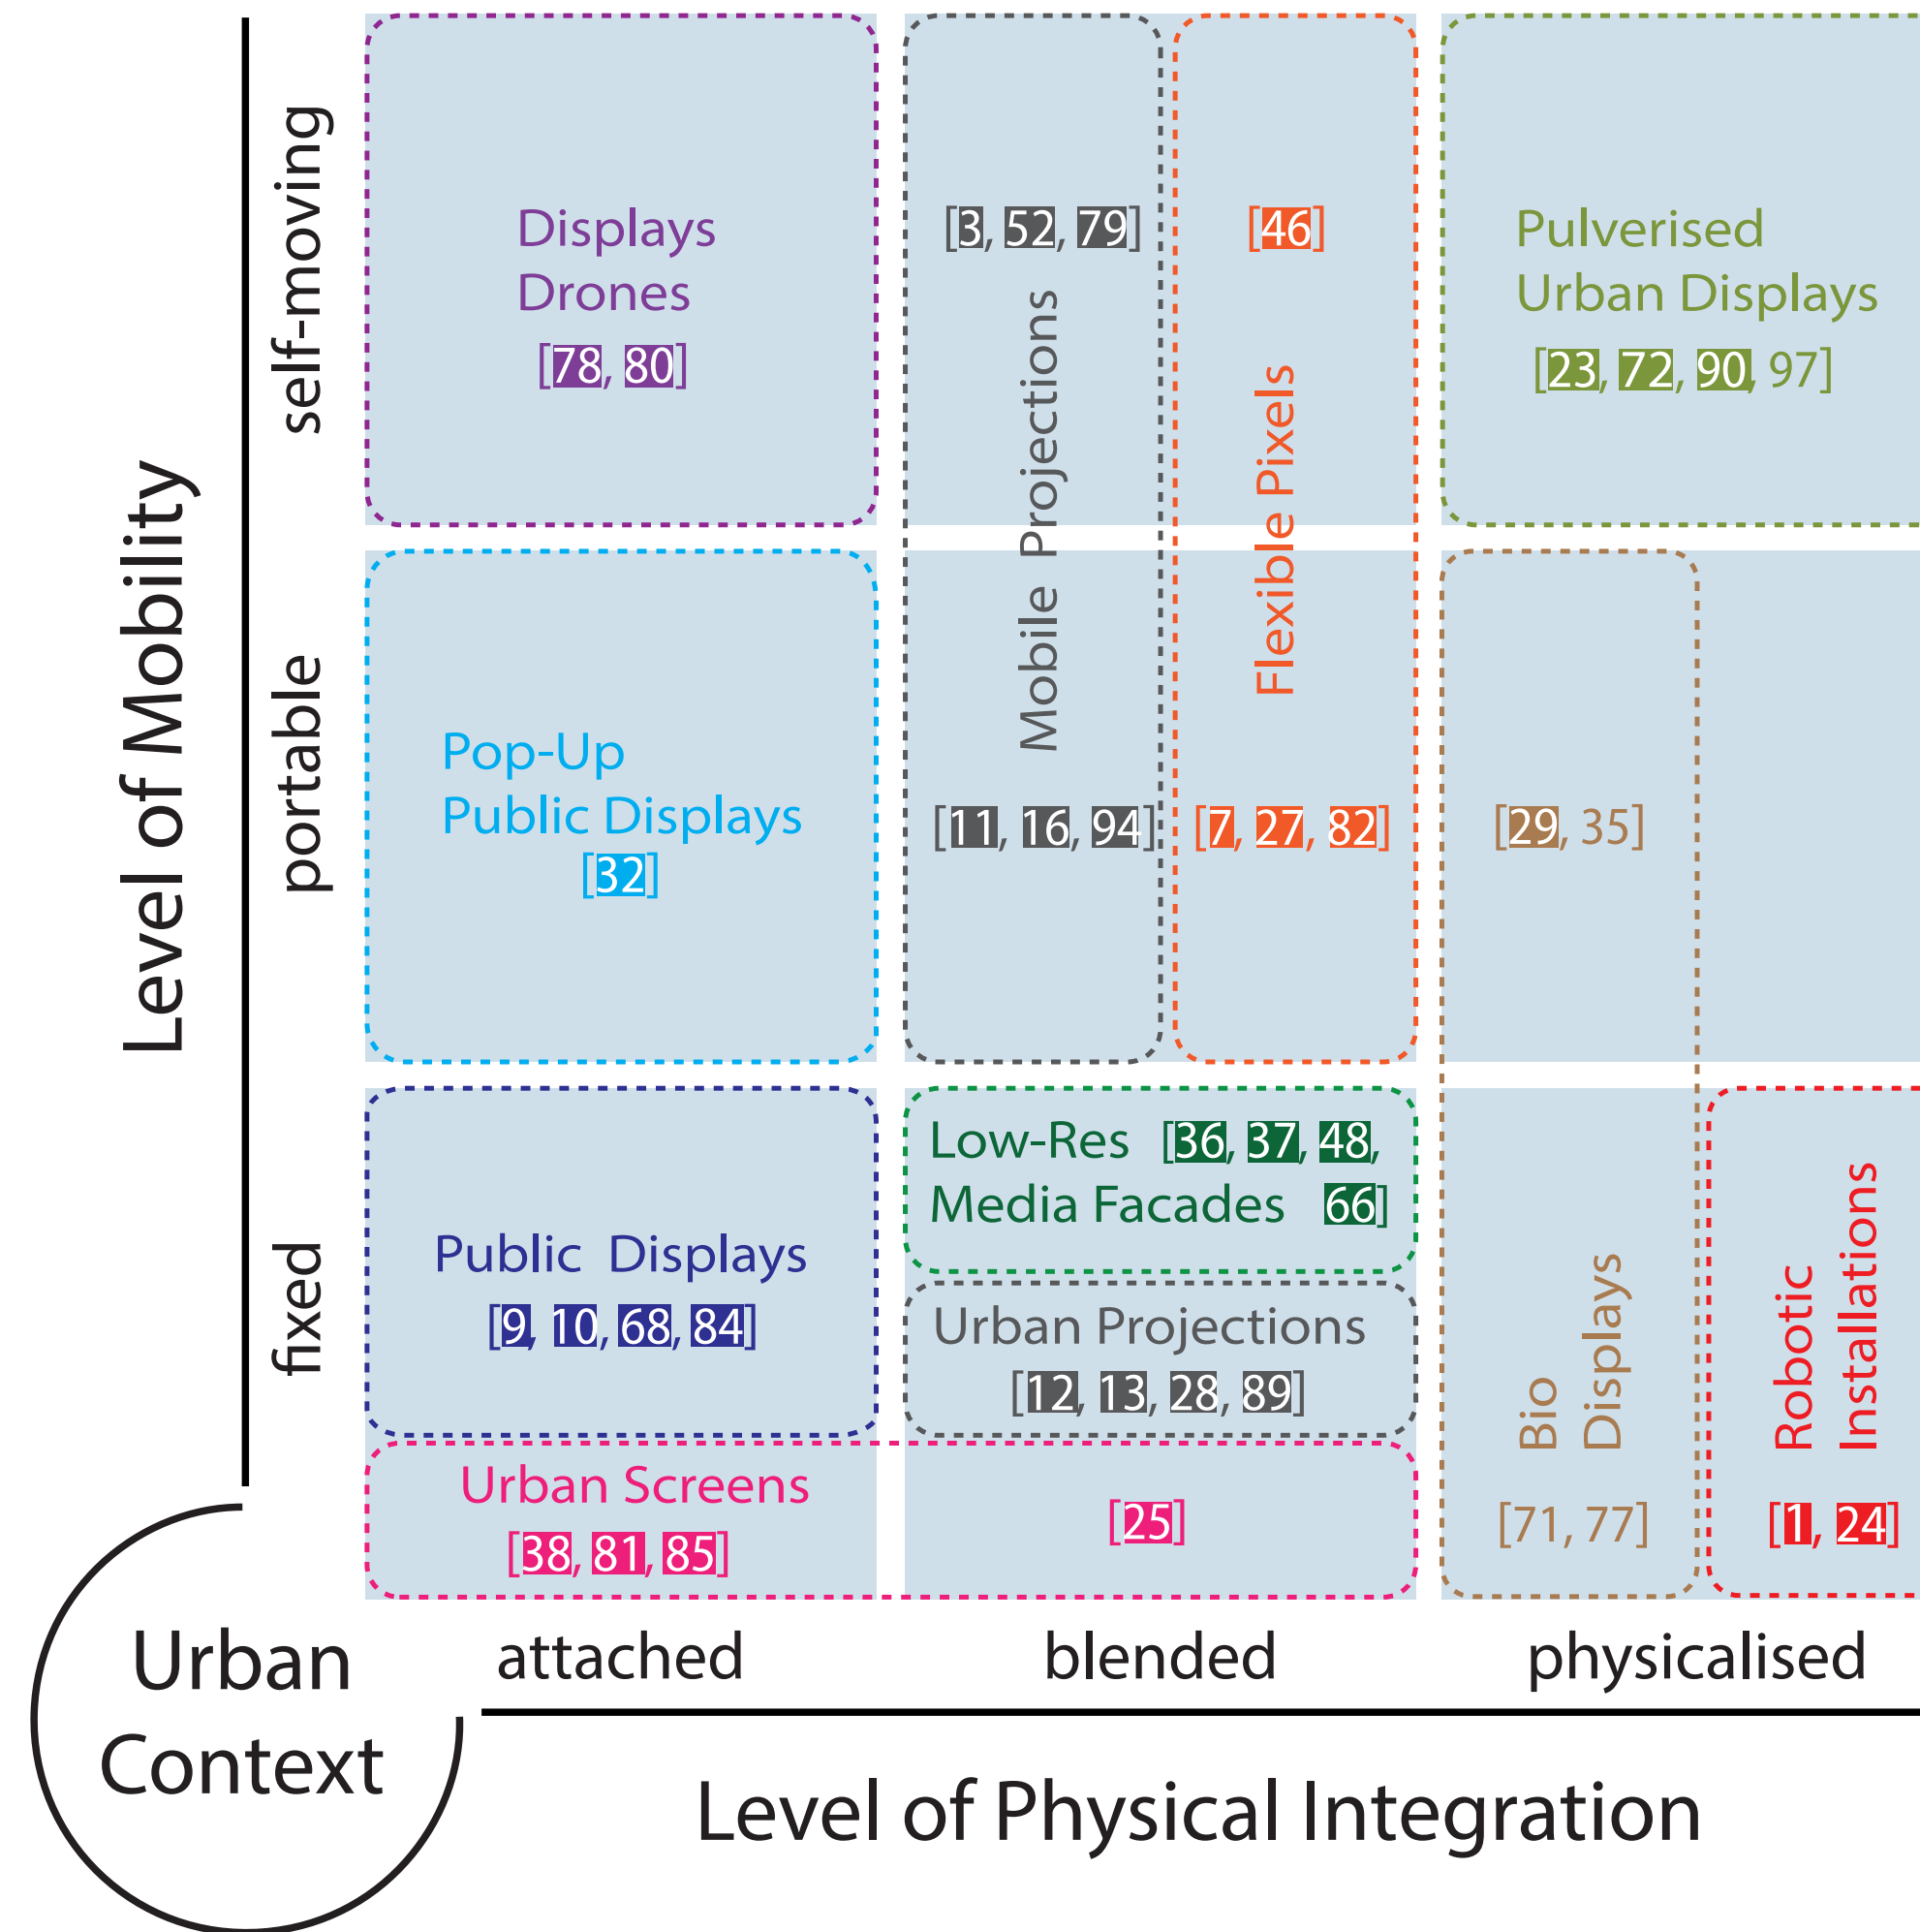 Level of Mobility
self-moving
portable
fixed
Displays
Drones
[78, 80]
[3, 52, 79]
Mobile Projections
[11, 16, 94]
[46]
Flexible Pixels
[7, 27, 82]
Pulverised
Urban Displays
[23, 72, 90, 97]
Pop-Up
Public Displays
[32]
[29, 35]
Public Displays
[9, 10, 68, 84]
Low-Res [36, 37, 48,
Media Facades 66]
Urban Projections
[12, 13, 28, 89]
Urban Screens
[38, 81, 85]
[25]
Bio
Displays
[71, 77]
Robotic
Installations
[1, 24]
attached
blended
physicalised
Urban
Context
Level of Physical Integration